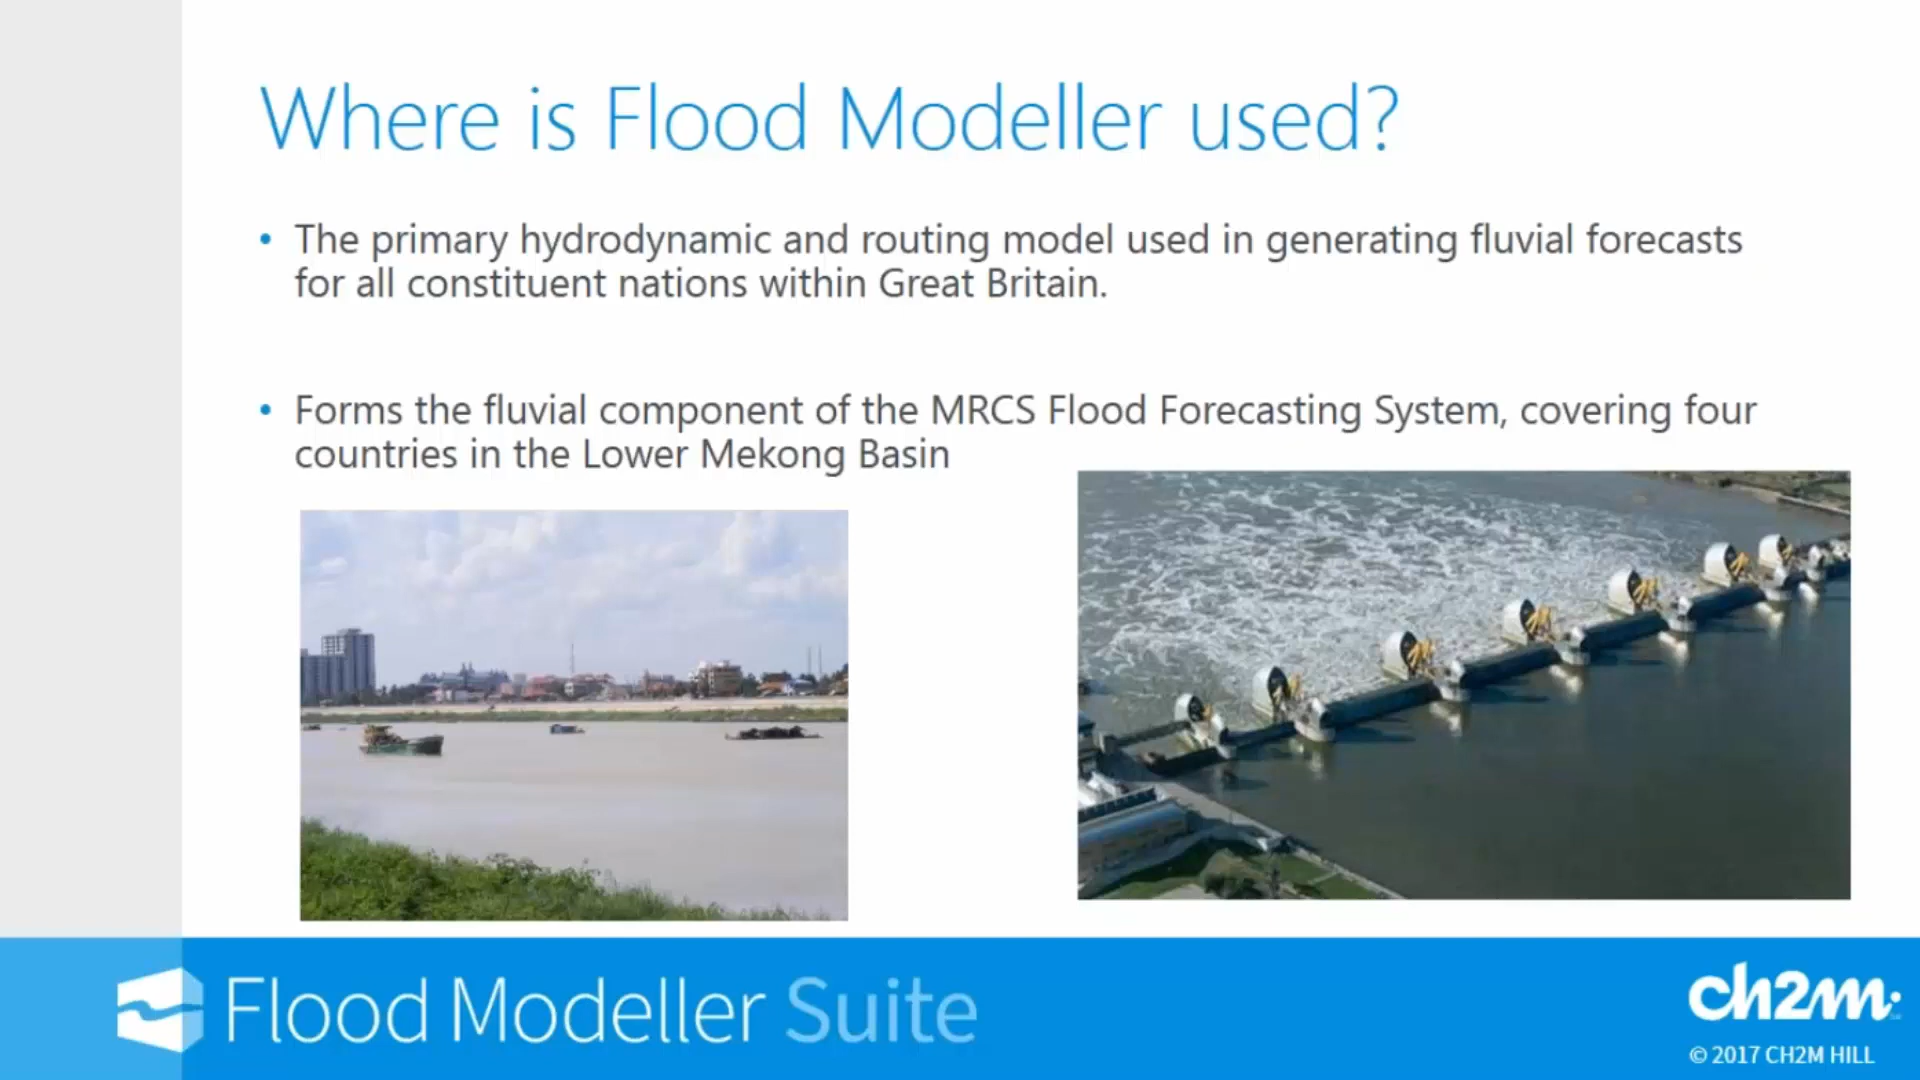 Where is Flood Modeller used?
• The primary hydrodynamic and routing model used in generating fluvial forecasts
for all constituent nations within Great Britain.
• Forms the fluvial component of the MRCS Flood Forecasting System, covering four
countries in the Lower Mekong Basin
Flood Modeller Suite
ch2m:
© 2017 CH2M HILL